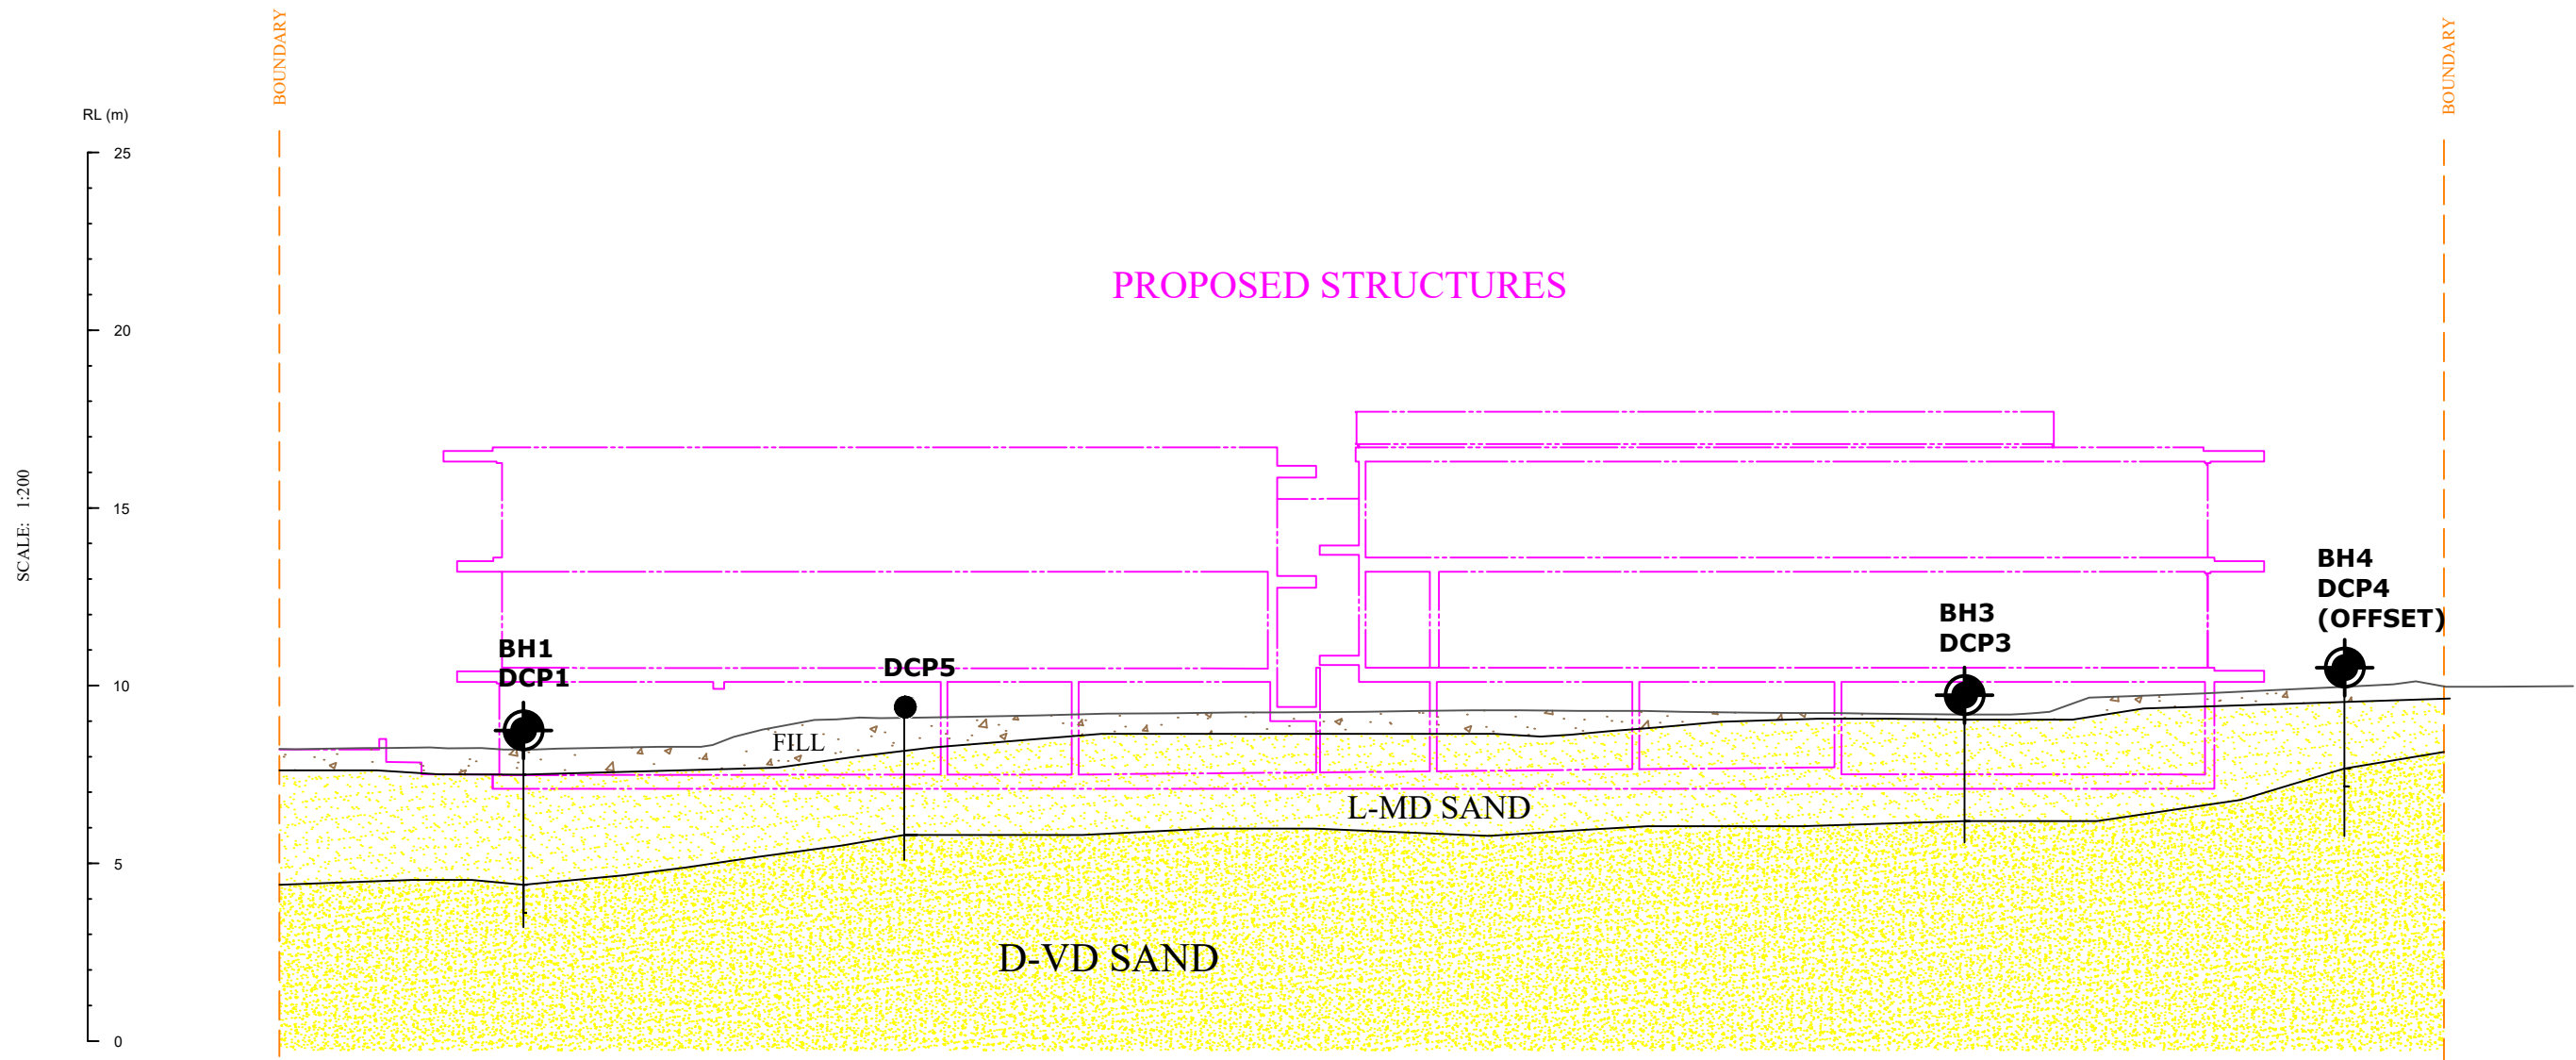 BOUNDARY
BOUNDARY
RL (m)
25
20
PROPOSED STRUCTURES
15
SCALE: 1:200
BH4
DCP4
(OFFSET)
BH3
DCP3
BH1
DCP1
DCP5
10
FILL
L-MD SAND
5
D-VD SAND
0